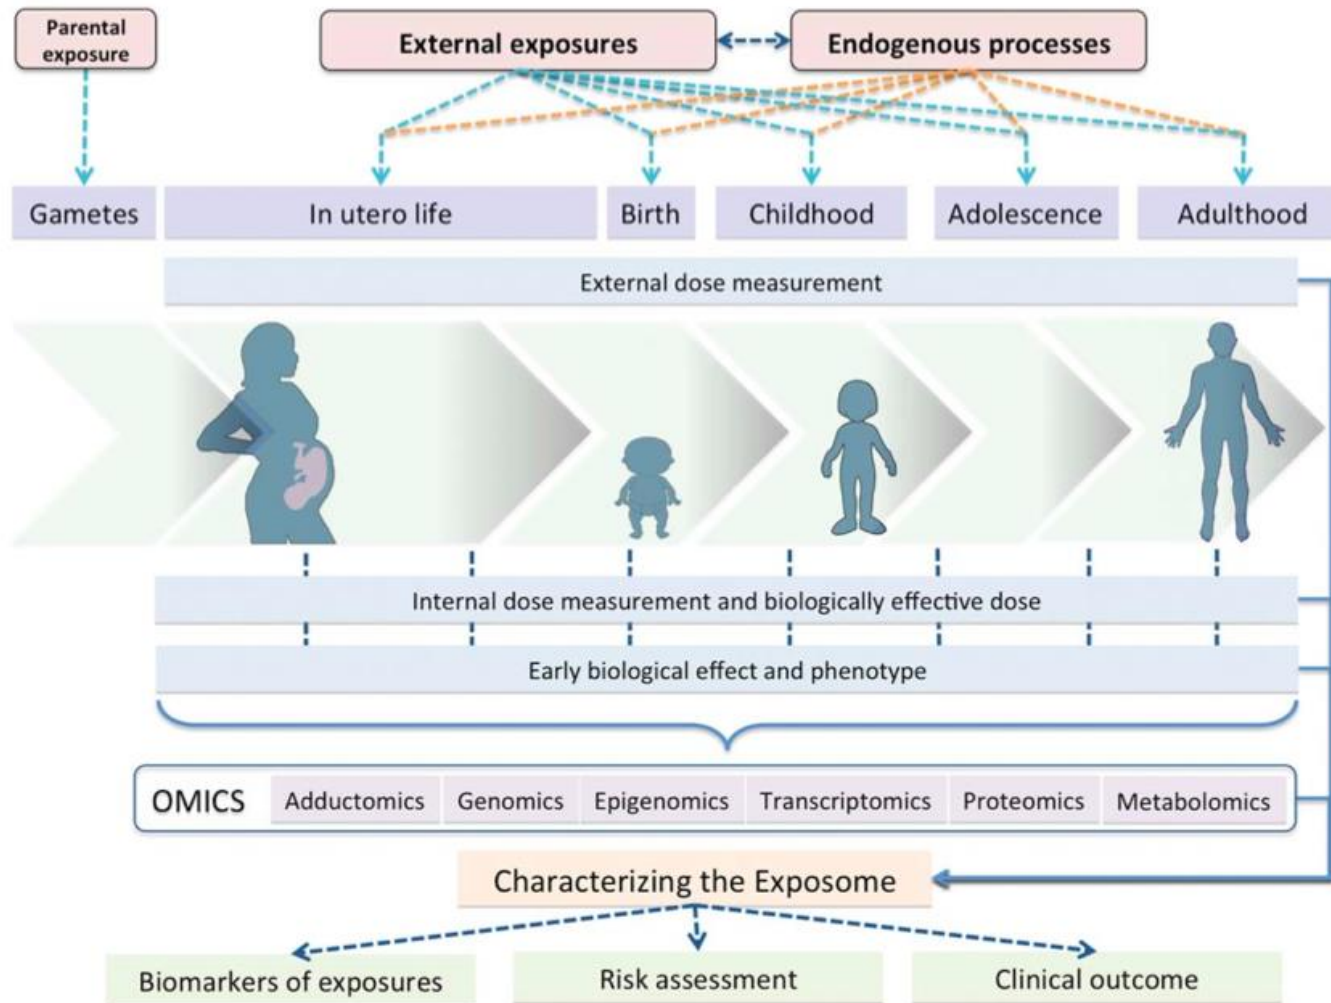 Parental
exposure
External exposures
Endogenous processes
Gametes
In utero life
Birth
Childhood
Adolescence
Adulthood
External dose measurement
Internal dose measurement and biologically effective dose
Early biological effect and phenotype
OMICS
Adductomics
Genomics
Epigenomics
Transcriptomics
Proteomics
Metabolomics
Characterizing the Exposome
Biomarkers of exposures
Risk assessment
Clinical outcome